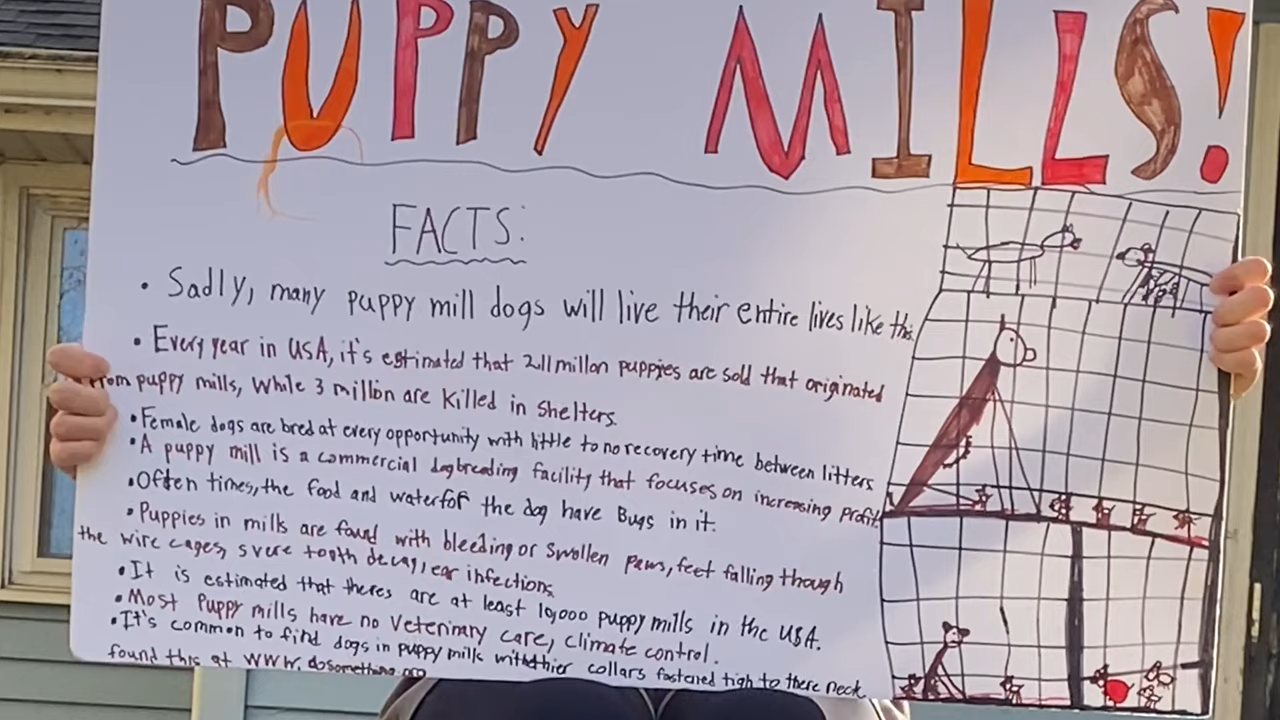 PUPPY MILLS!
FACTS:
• Sadly, many puppy mill dogs will live their entire lives like this.
• Every year in USA, it's estimated that 2.11 millon puppies are sold that originated
from puppy mills, While 3 million are killed in shelters.
• Female dogs are bred at every opportunity with little to no recovery time between litters
• A puppy mill is a commercial dogbreeding facility that focuses on increasing profit.
• Often times, the food and water for the dog have Bugs in it.
• Puppies in mills are found with bleeding or swollen paws, feet falling though
the wire cages, svere tooth decay, ear infections.
• It is estimated that theres are at least 10,000 puppy mills in the USA.
• Most Puppy mills have no Veterinary care, climate control.
• It's common to find dogs in puppy mills with thier collars fastened tigh to there neck
found this at www.dosomething.org